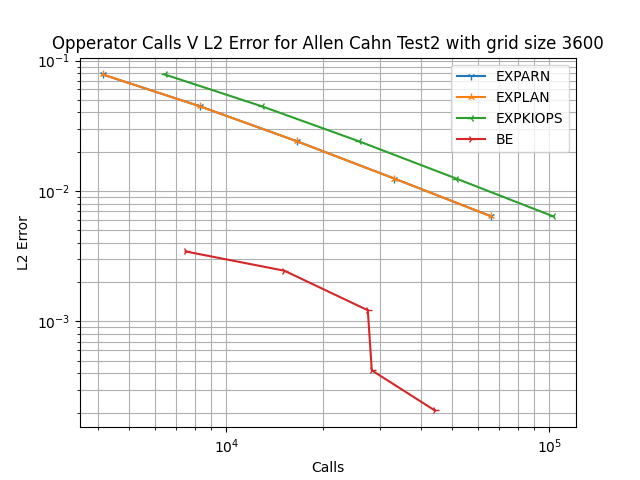 Opperator Calls V L2 Error for Allen Cahn Test2 with grid size 3600
10⁻¹
EXPARN
EXPLAN
EXPKIOPS
BE
10⁻²
L2 Error
10⁻³
10⁴
10⁵
Calls